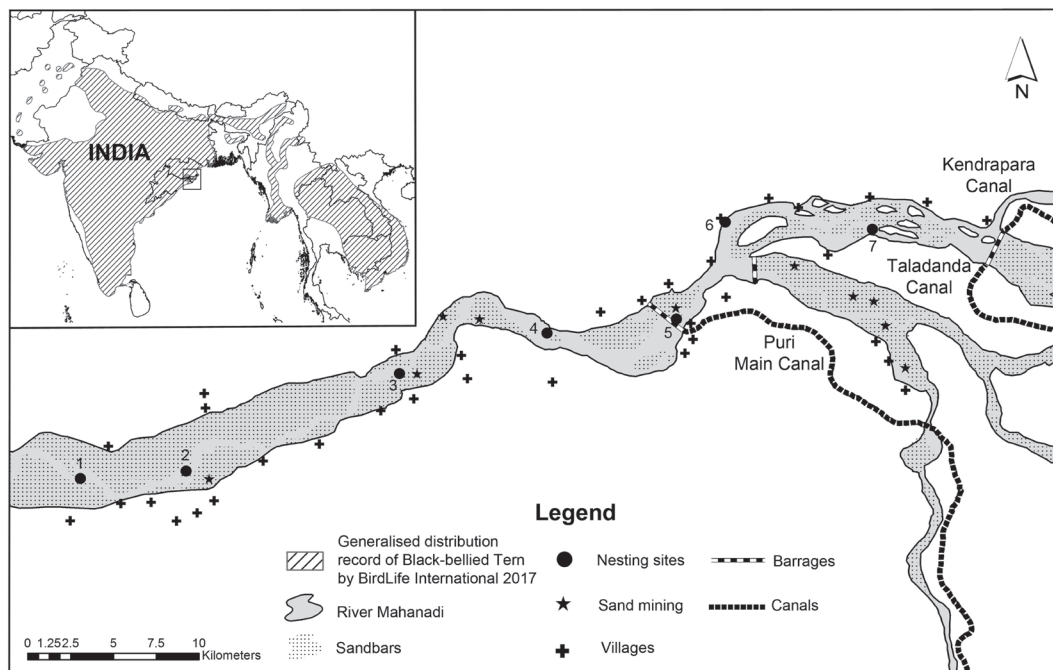 INDIA
N
Kendrapara
Canal
6
7
Taladanda
Canal
5
4
Puri
Main Canal
3
2
1
Legend
Generalised distribution
record of Black-bellied Tern
by BirdLife International 2017
Nesting sites
Barrages
River Mahanadi
Sand mining
Canals
Sandbars
Villages
0 1.252.5 5 7.5 10
Kilometers